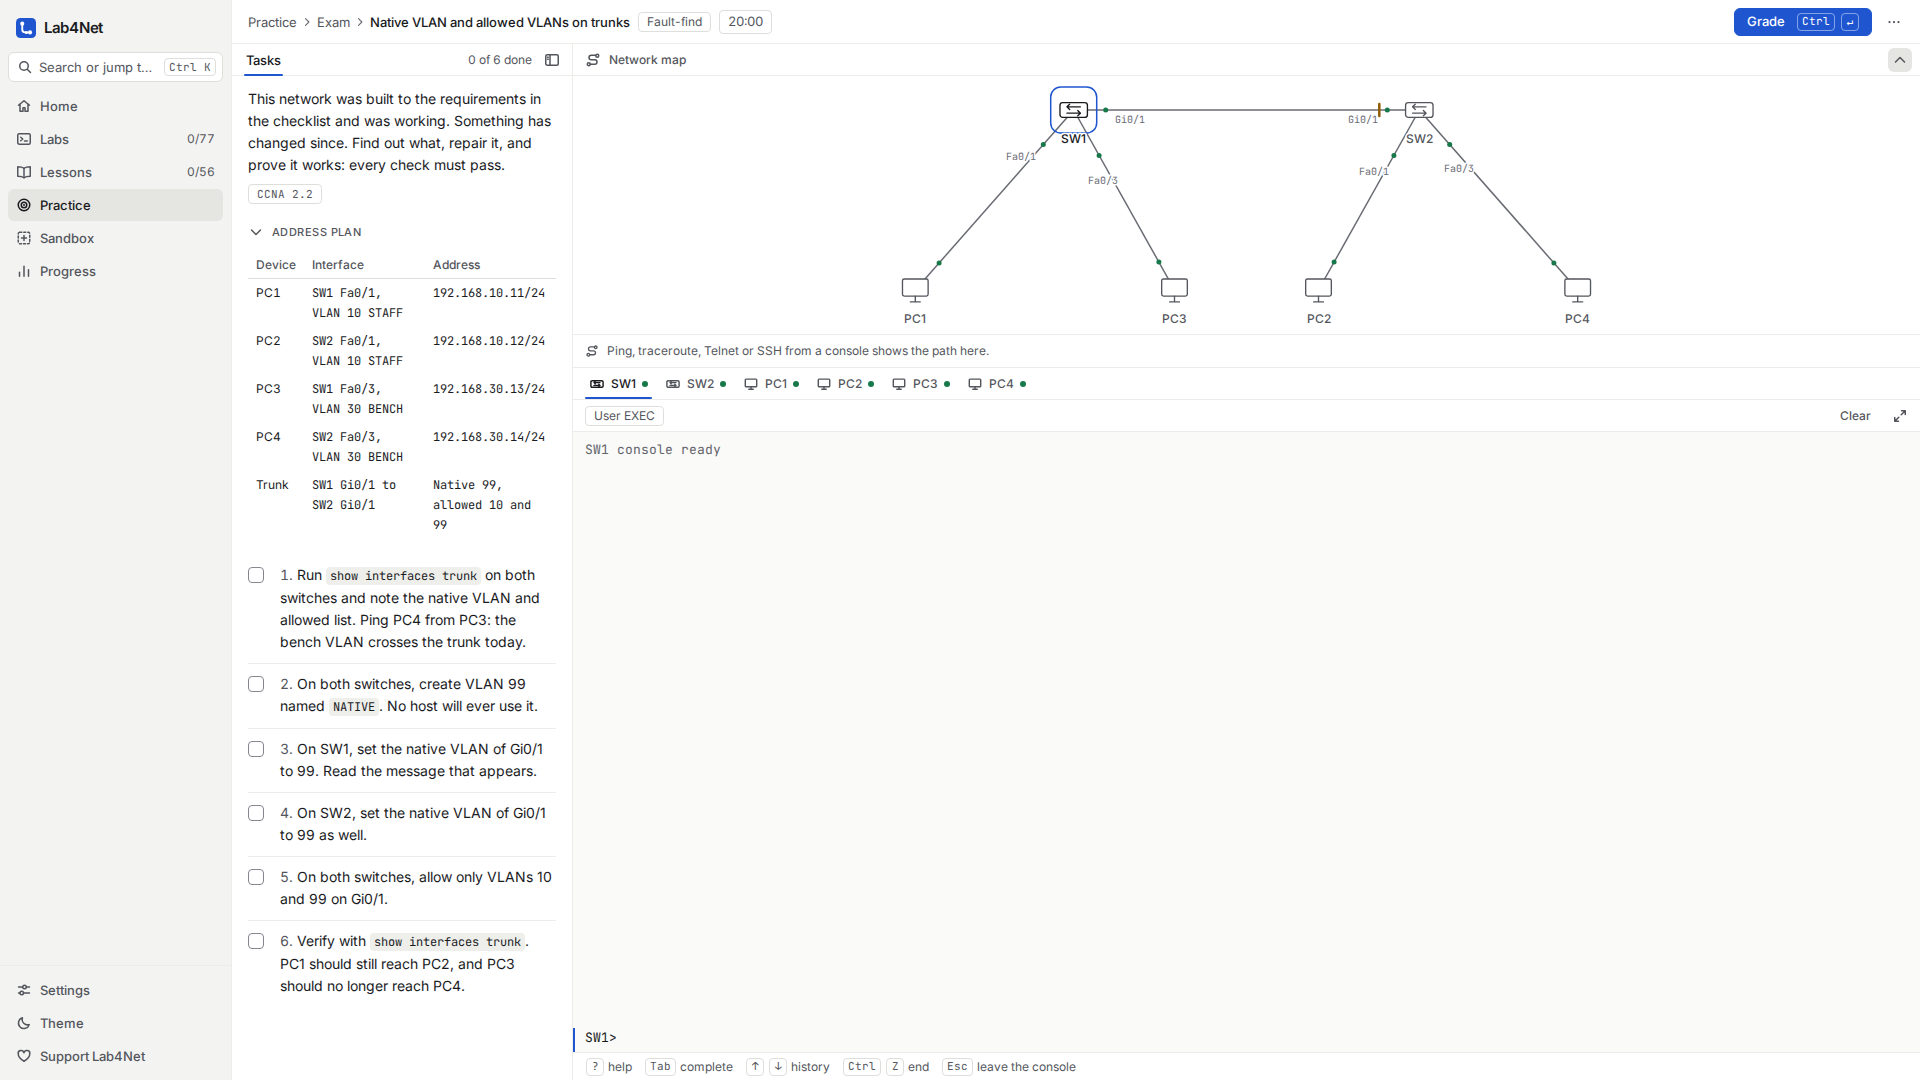 Lab4Net
Search or jump t... Ctrl K
Home
Labs 0/77
Lessons 0/56
Practice
Sandbox
Progress
Settings
Theme
Support Lab4Net
Practice > Exam > Native VLAN and allowed VLANs on trunks Fault-find 20:00
Grade Ctrl ↵ ...
Tasks 0 of 6 done
This network was built to the requirements in
the checklist and was working. Something has
changed since. Find out what, repair it, and
prove it works: every check must pass.
CCNA 2.2
ADDRESS PLAN
Device Interface Address
PC1 SW1 Fa0/1, 192.168.10.11/24
VLAN 10 STAFF
PC2 SW2 Fa0/1, 192.168.10.12/24
VLAN 10 STAFF
PC3 SW1 Fa0/3, 192.168.30.13/24
VLAN 30 BENCH
PC4 SW2 Fa0/3, 192.168.30.14/24
VLAN 30 BENCH
Trunk SW1 Gi0/1 to Native 99,
SW2 Gi0/1 allowed 10 and
99
1. Run show interfaces trunk on both
switches and note the native VLAN and
allowed list. Ping PC4 from PC3: the
bench VLAN crosses the trunk today.
2. On both switches, create VLAN 99
named NATIVE. No host will ever use it.
3. On SW1, set the native VLAN of Gi0/1
to 99. Read the message that appears.
4. On SW2, set the native VLAN of Gi0/1
to 99 as well.
5. On both switches, allow only VLANs 10
and 99 on Gi0/1.
6. Verify with show interfaces trunk.
PC1 should still reach PC2, and PC3
should no longer reach PC4.
Network map
Gi0/1 Gi0/1
SW1 SW2
Fa0/1 Fa0/3 Fa0/1 Fa0/3
PC1 PC3 PC2 PC4
Ping, traceroute, Telnet or SSH from a console shows the path here.
SW1 SW2 PC1 PC2 PC3 PC4
User EXEC Clear
SW1 console ready
SW1>
? help Tab complete ↑ ↓ history Ctrl Z end Esc leave the console